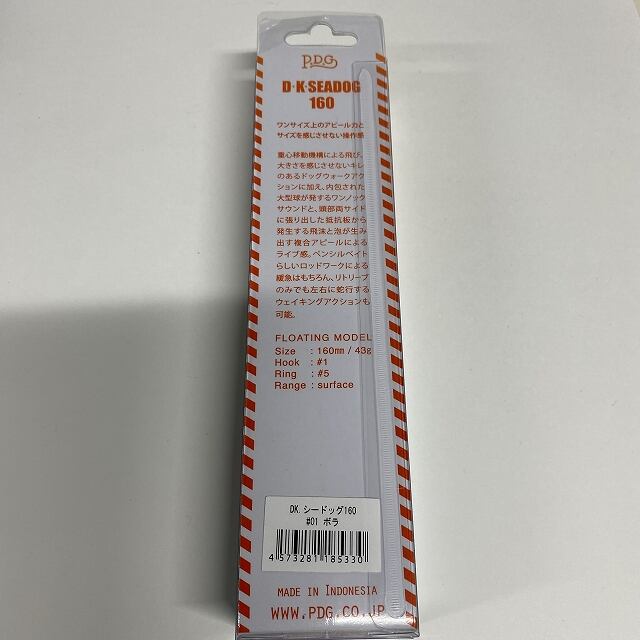 P.D.G
D・K・SEADOG
160
ワンサイズ上のアピール力と
サイズを感じさせない操作感
重心移動機構による飛び、
大きさを感じさせないキレ
のあるドッグウォークアク
ションに加え、内包された
大型球が発するワンノック
サウンドと、頭部両サイド
に張り出した抵抗板から
発生する飛沫と泡が生み
出す複合アピールによる
ライブ感。ペンシルベイト
らしいロッドワークによる
緩急はもちろん、リトリーブ
のみでも左右に蛇行する
ウェイキングアクションも
可能。
FLOATING MODEL
Size : 160mm / 43g
Hook : #1
Ring : #5
Range : surface
DK.シードッグ160
#01 ボラ
4 573281 185330
MADE IN INDONESIA
WWW.PDG.CO.JP